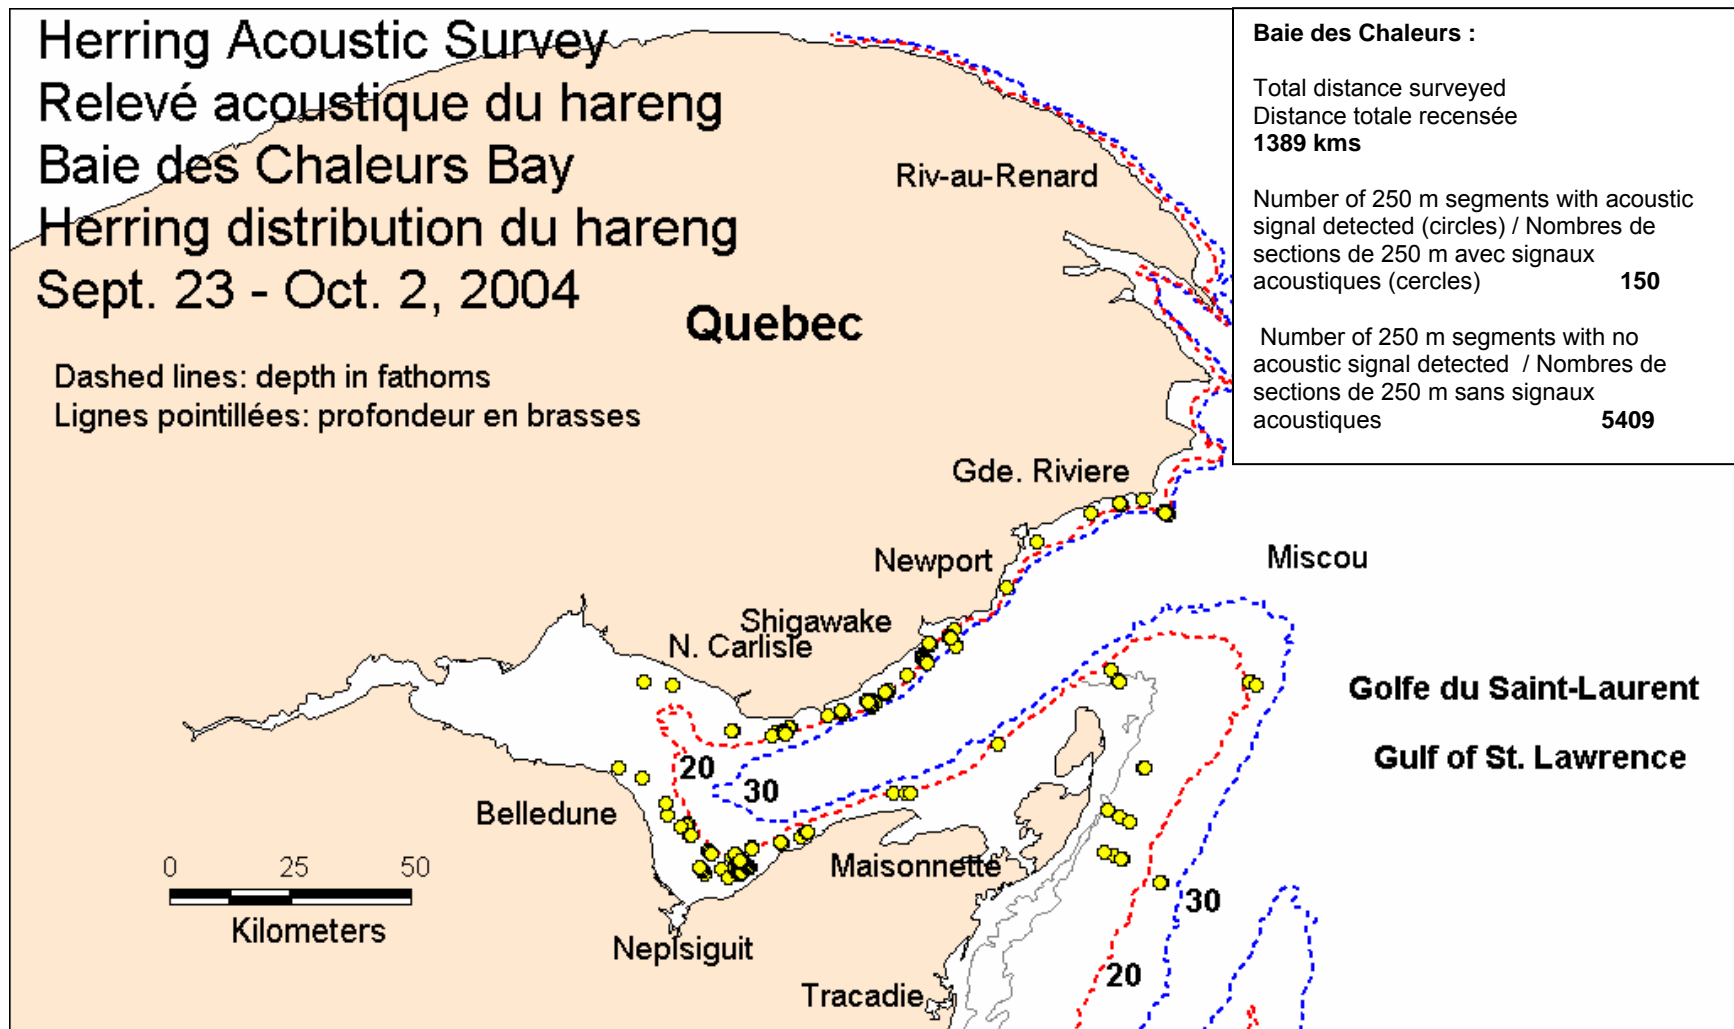 Herring Acoustic Survey
Relevé acoustique du hareng
Baie des Chaleurs Bay
Herring distribution du hareng
Sept. 23 - Oct. 2, 2004
Dashed lines: depth in fathoms
Lignes pointillées: profondeur en brasses
Baie des Chaleurs :
Total distance surveyed
Distance totale recensée
1389 kms
Number of 250 m segments with acoustic
signal detected (circles) / Nombres de
sections de 250 m avec signaux
acoustiques (cercles) 150
Number of 250 m segments with no
acoustic signal detected / Nombres de
sections de 250 m sans signaux
acoustiques 5409
Riv-au-Renard
Quebec
Gde. Riviere
Newport
Miscou
Shigawake
N. Carlisle
Golfe du Saint-Laurent
Gulf of St. Lawrence
20
30
Belledune
Maisonnette
0 25 50
Kilometers
30
Nepisiguit
20
Tracadie